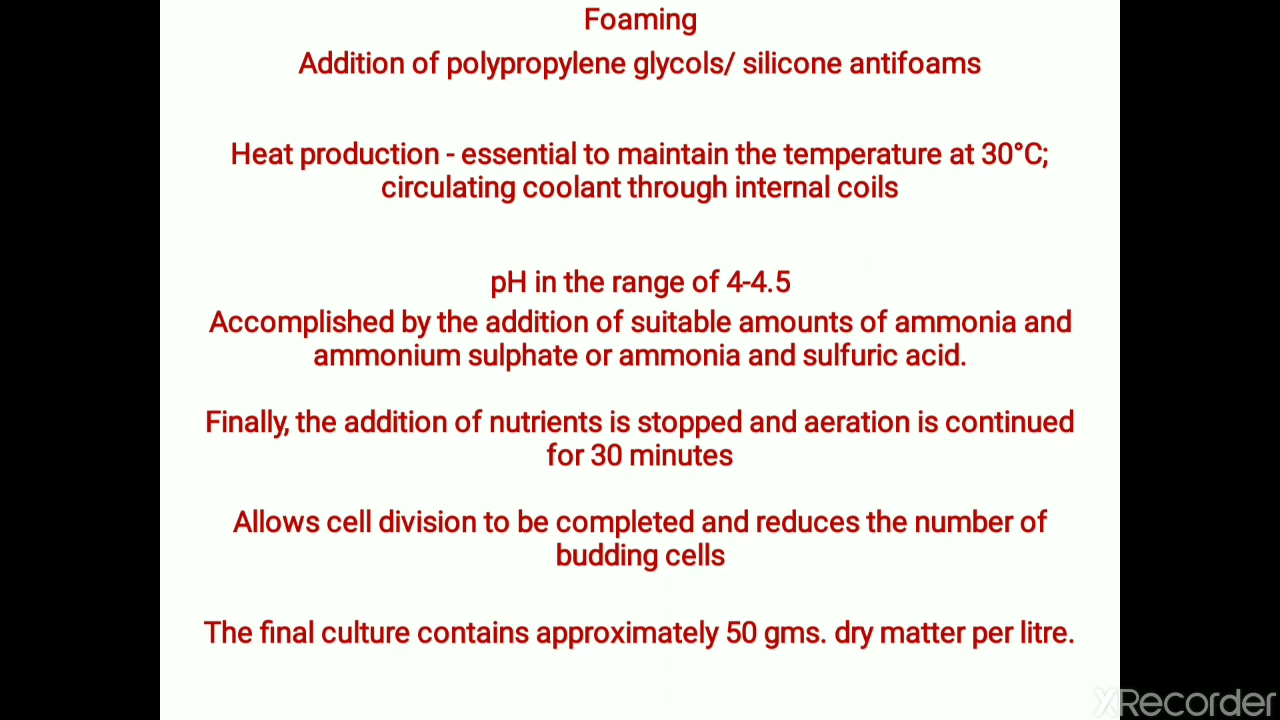 Foaming
Addition of polypropylene glycols/ silicone antifoams
Heat production - essential to maintain the temperature at 30°C;
circulating coolant through internal coils
pH in the range of 4-4.5
Accomplished by the addition of suitable amounts of ammonia and
ammonium sulphate or ammonia and sulfuric acid.
Finally, the addition of nutrients is stopped and aeration is continued
for 30 minutes
Allows cell division to be completed and reduces the number of
budding cells
The final culture contains approximately 50 gms. dry matter per litre.
XRecorder